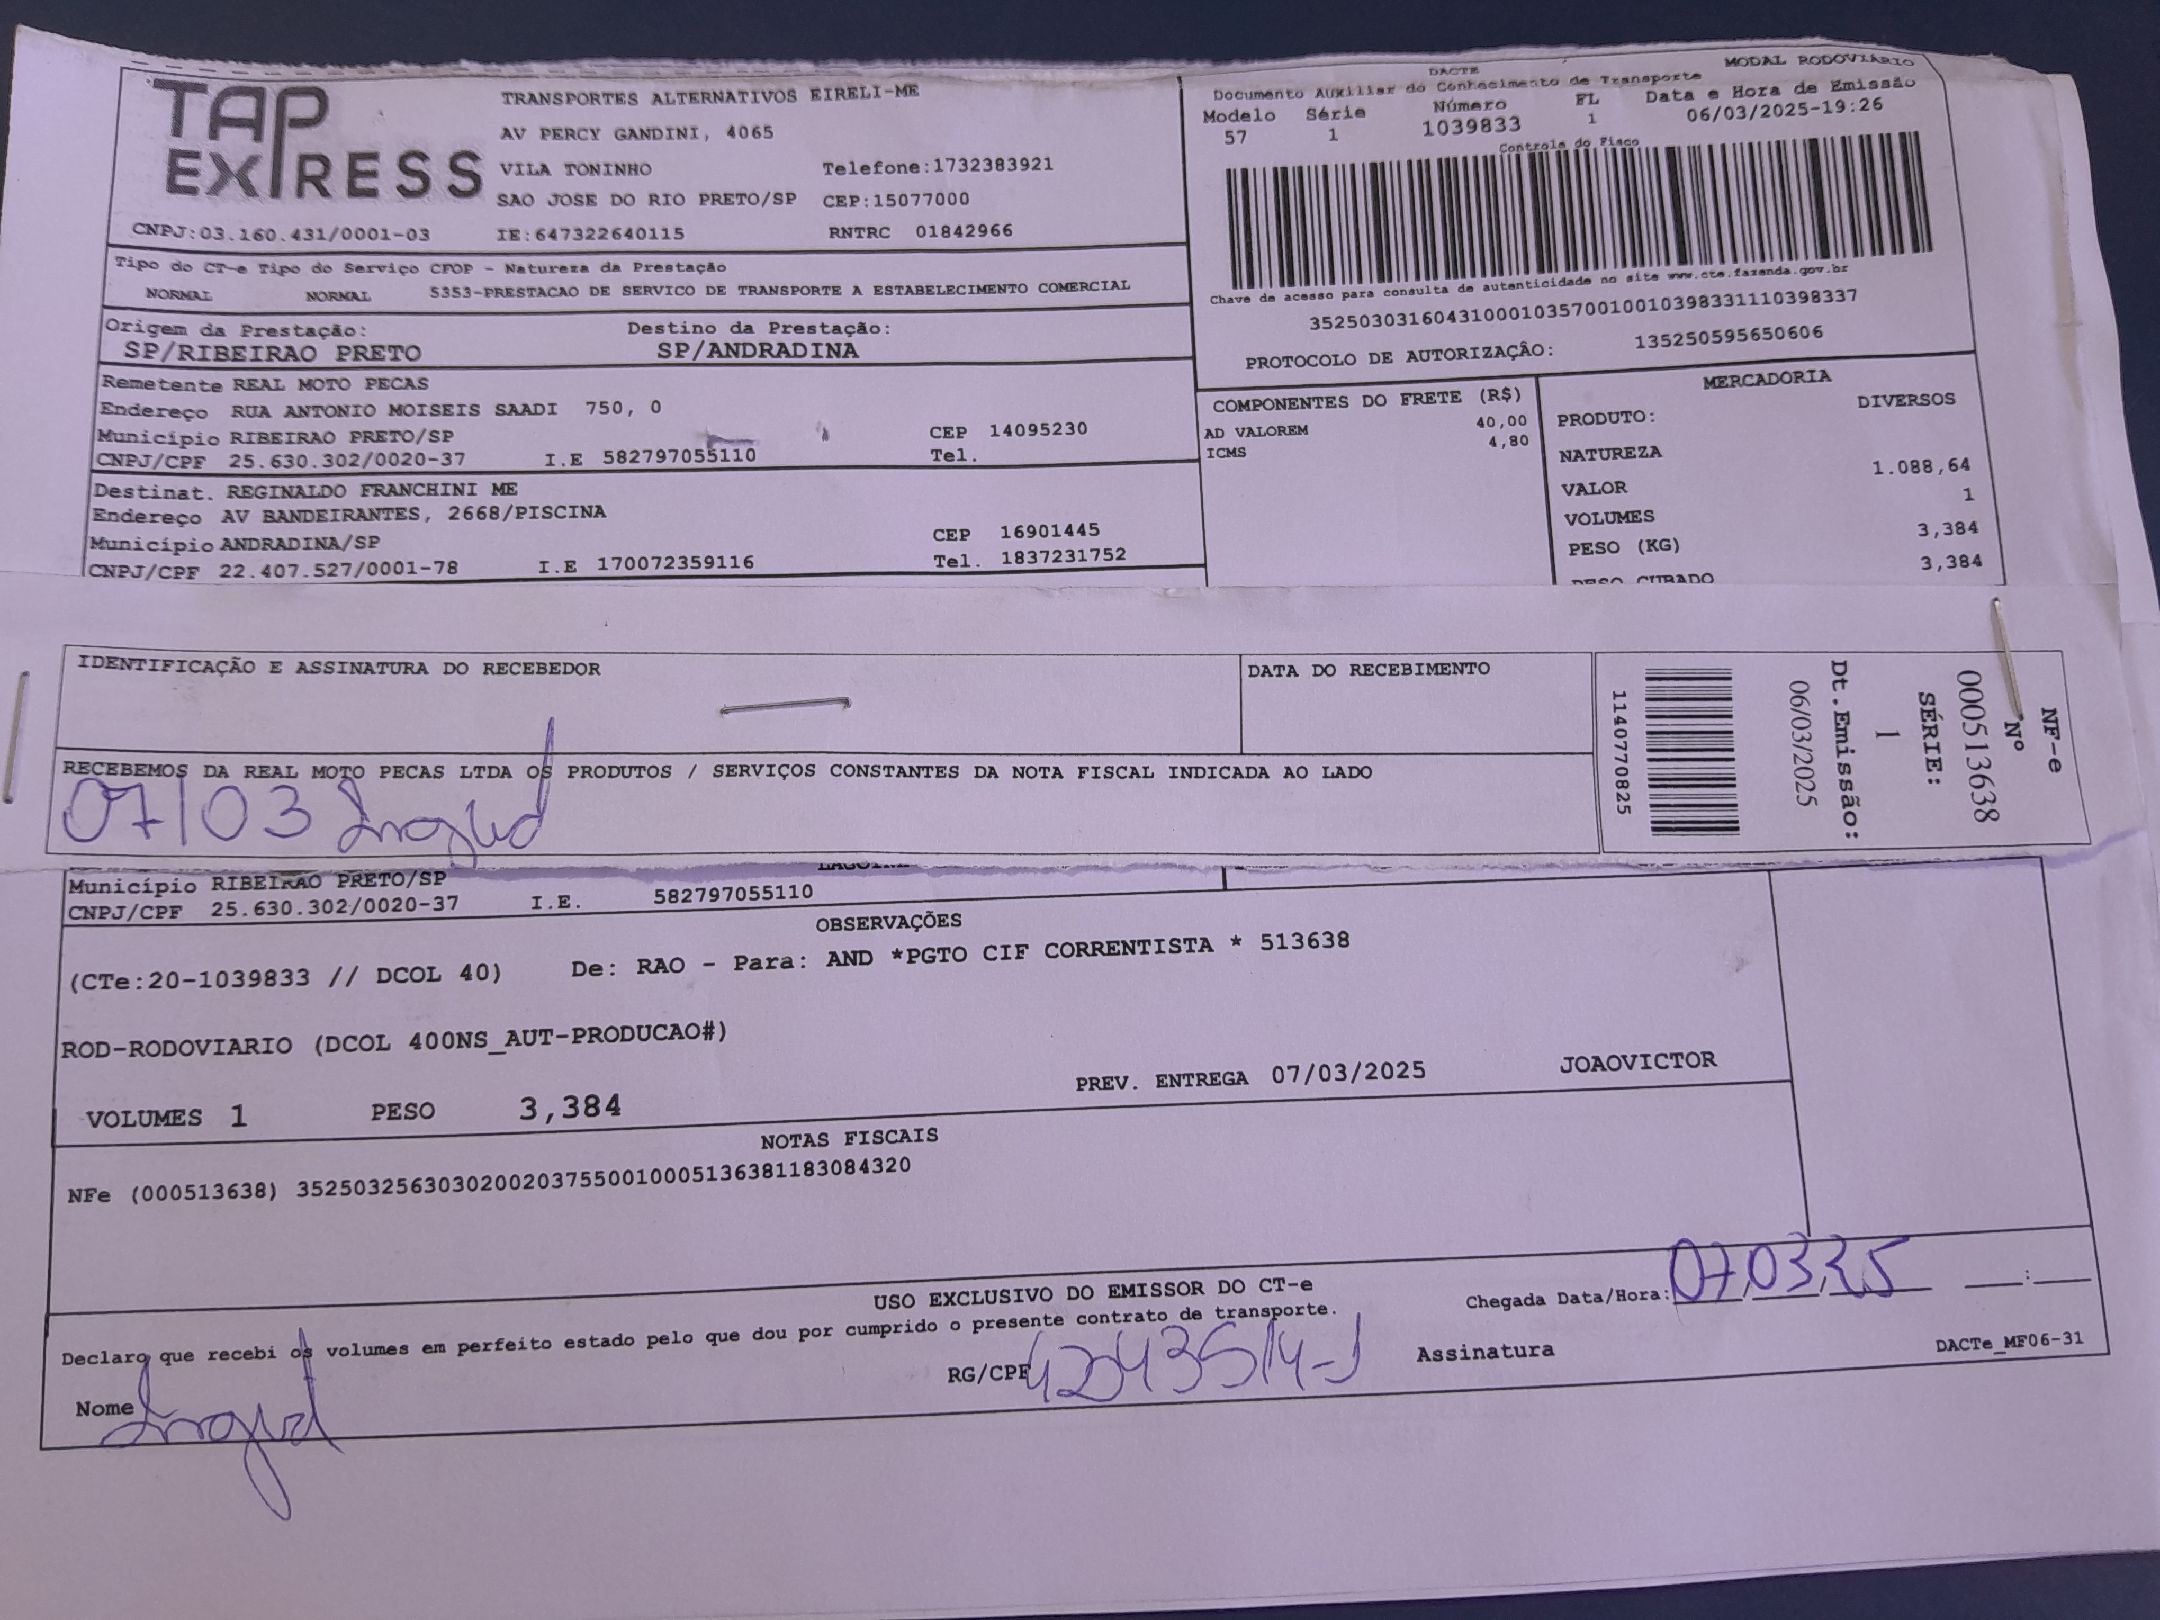 TAP EXPRESS
TRANSPORTES ALTERNATIVOS EIRELI-ME
AV PERCY GANDINI, 4065
VILA TONINHO Telefone:1732383921
SAO JOSE DO RIO PRETO/SP CEP:15077000
CNPJ:03.160.431/0001-03 IE:647322640115 RNTRC 01842966
DACTE MODAL RODOVIÁRIO
Documento Auxiliar do Conhecimento de Transporte
Modelo Série Número FL Data e Hora de Emissão
57 1 1039833 1 06/03/2025-19:26
Controle do Fisco
Chave de acesso para consulta de autenticidade no site www.cte.fazenda.gov.br
35250303160431000103570010010398331110398337
PROTOCOLO DE AUTORIZAÇÃO: 135250595650606
Tipo do CT-e Tipo do Serviço CFOP - Natureza da Prestação
NORMAL NORMAL 5353-PRESTACAO DE SERVICO DE TRANSPORTE A ESTABELECIMENTO COMERCIAL
Origem da Prestação: Destino da Prestação:
SP/RIBEIRAO PRETO SP/ANDRADINA
Remetente REAL MOTO PECAS
Endereço RUA ANTONIO MOISEIS SAADI 750, 0
Município RIBEIRAO PRETO/SP CEP 14095230
CNPJ/CPF 25.630.302/0020-37 I.E 582797055110 Tel.
Destinat. REGINALDO FRANCHINI ME
Endereço AV BANDEIRANTES, 2668/PISCINA
Município ANDRADINA/SP CEP 16901445
CNPJ/CPF 22.407.527/0001-78 I.E 170072359116 Tel. 1837231752
COMPONENTES DO FRETE (R$)
AD VALOREM 40,00
ICMS 4,80
MERCADORIA
PRODUTO: DIVERSOS
NATUREZA
VALOR 1.088,64
VOLUMES 1
PESO (KG) 3,384
PESO CUBADO 3,384
IDENTIFICAÇÃO E ASSINATURA DO RECEBEDOR DATA DO RECEBIMENTO
RECEBEMOS DA REAL MOTO PECAS LTDA OS PRODUTOS / SERVIÇOS CONSTANTES DA NOTA FISCAL INDICADA AO LADO
07/03 Ingrid
NF-e
Nº
000513638
SÉRIE:
1
Dt.Emissão:
06/03/2025
1140770825
Município RIBEIRAO PRETO/SP
CNPJ/CPF 25.630.302/0020-37 I.E. 582797055110
OBSERVAÇÕES
(CTe:20-1039833 // DCOL 40) De: RAO - Para: AND *PGTO CIF CORRENTISTA * 513638
ROD-RODOVIARIO (DCOL 400NS_AUT-PRODUCAO#)
PREV. ENTREGA 07/03/2025 JOAOVICTOR
VOLUMES 1 PESO 3,384
NOTAS FISCAIS
NFe (000513638) 35250325630302002037550010005136381183084320
USO EXCLUSIVO DO EMISSOR DO CT-e
Declaro que recebi os volumes em perfeito estado pelo que dou por cumprido o presente contrato de transporte.
Chegada Data/Hora: 07 03 25 __:__
Nome Ingrid RG/CPF Assinatura
DACTe_MF06-31